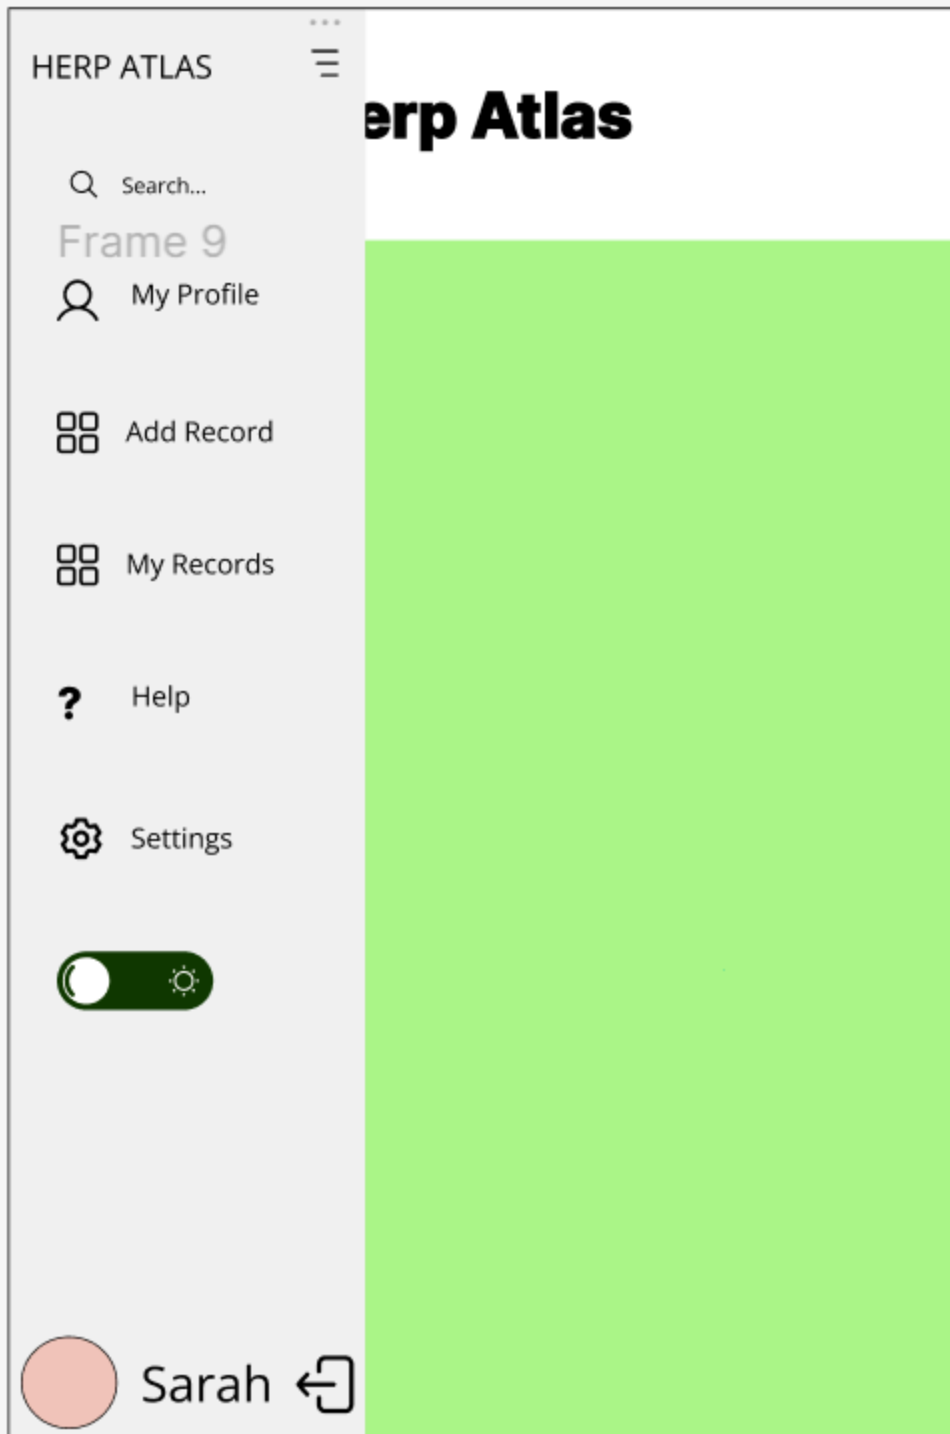 HERP ATLAS
erp Atlas
Search...
Frame 9
My Profile
Add Record
My Records
? Help
Settings
Sarah